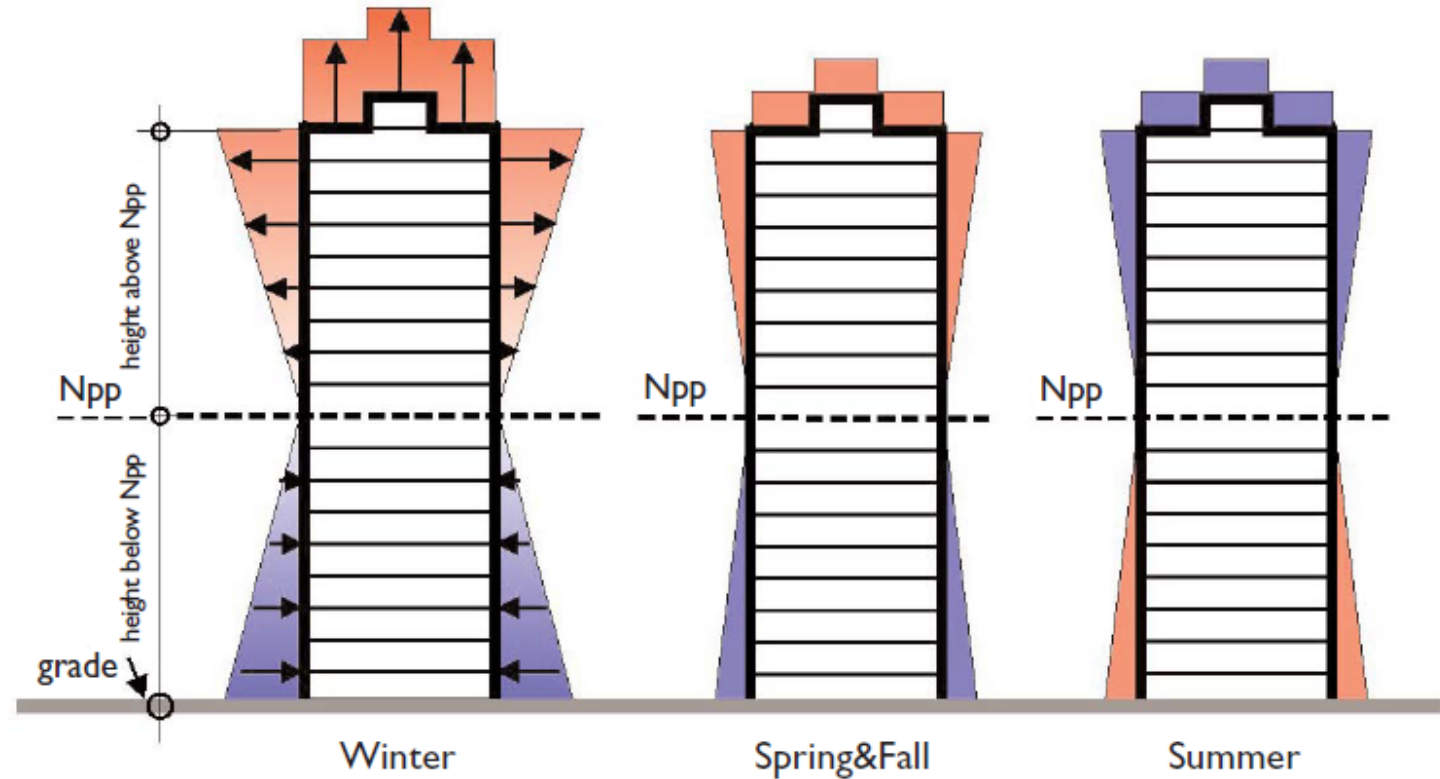 height above Npp
Npp
Npp
Npp
height below Npp
grade
Winter
Spring&Fall
Summer